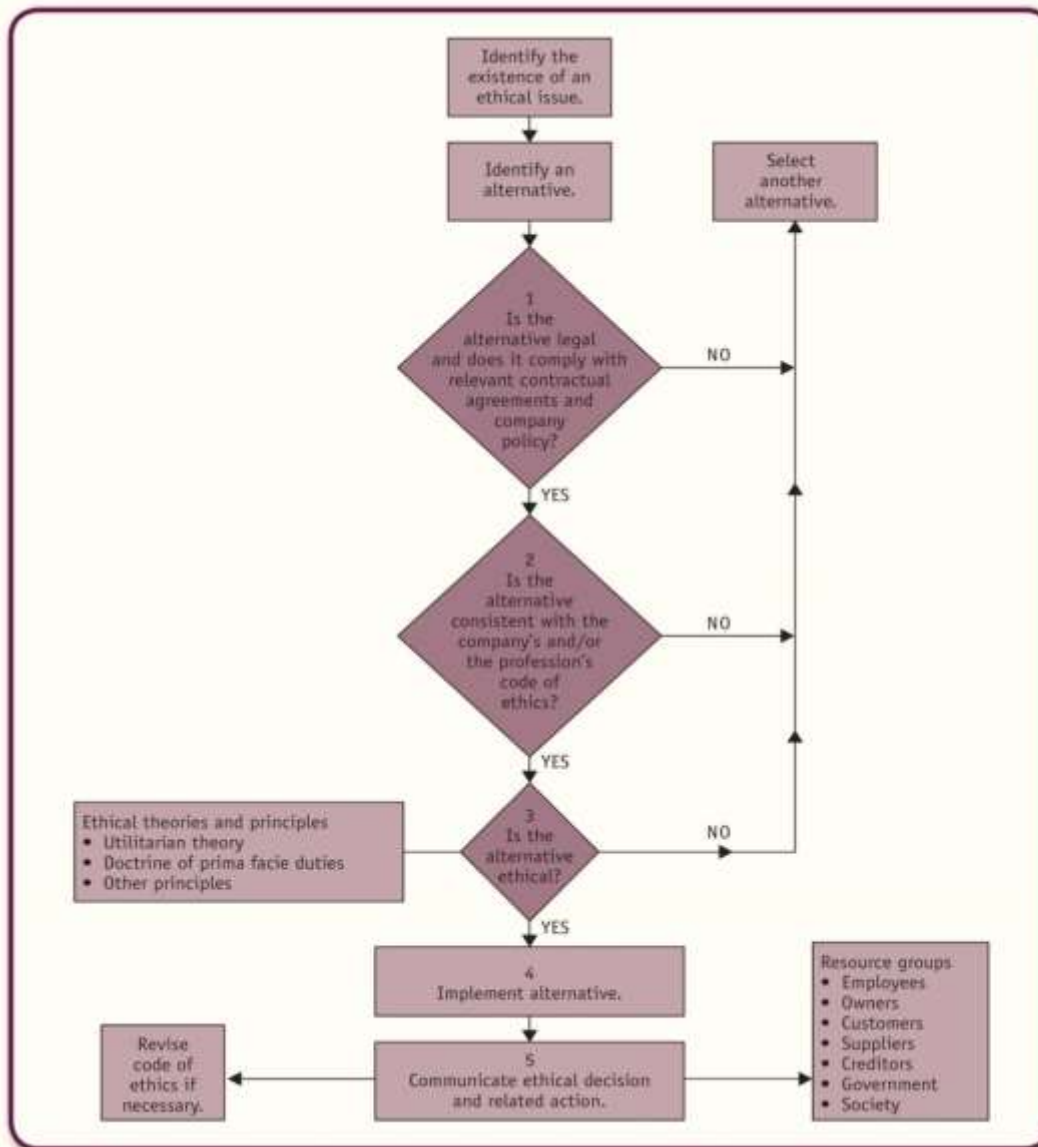 Identify the
existence of an
ethical issue.
Identify an
alternative.
Select
another
alternative.
1
Is the
alternative legal
and does it comply with
relevant contractual
agreements and
company
policy?
NO
YES
2
Is the
alternative
consistent with the
company's and/or
the profession's
code of
ethics?
NO
YES
Ethical theories and principles
• Utilitarian theory
• Doctrine of prima facie duties
• Other principles
3
Is the
alternative
ethical?
NO
YES
4
Implement alternative.
Resource groups
• Employees
• Owners
• Customers
• Suppliers
• Creditors
• Government
• Society
Revise
code of
ethics if
necessary.
5
Communicate ethical decision
and related action.